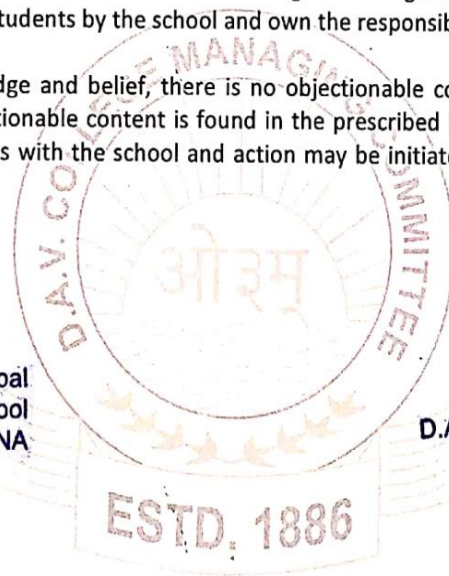 students by the school and own the responsib
dge and belief, there is no objectionable co
tionable content is found in the prescribed
s with the school and action may be initiate
D.A.V. COLLEGE MANAGING COMMITTEE
ओ३म्
pal
ool
NA
D.A
ESTD. 1886